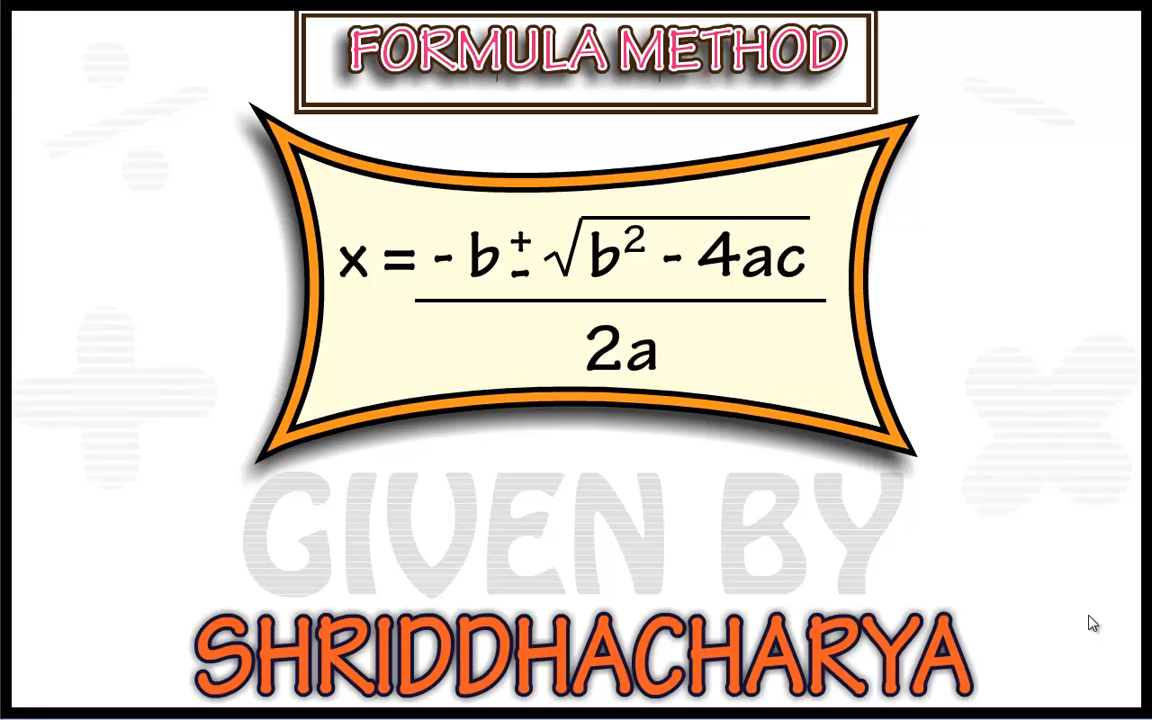 FORMULA METHOD
x = - b ± √b² - 4ac
2a
GIVEN BY
SHRIDDHACHARYA